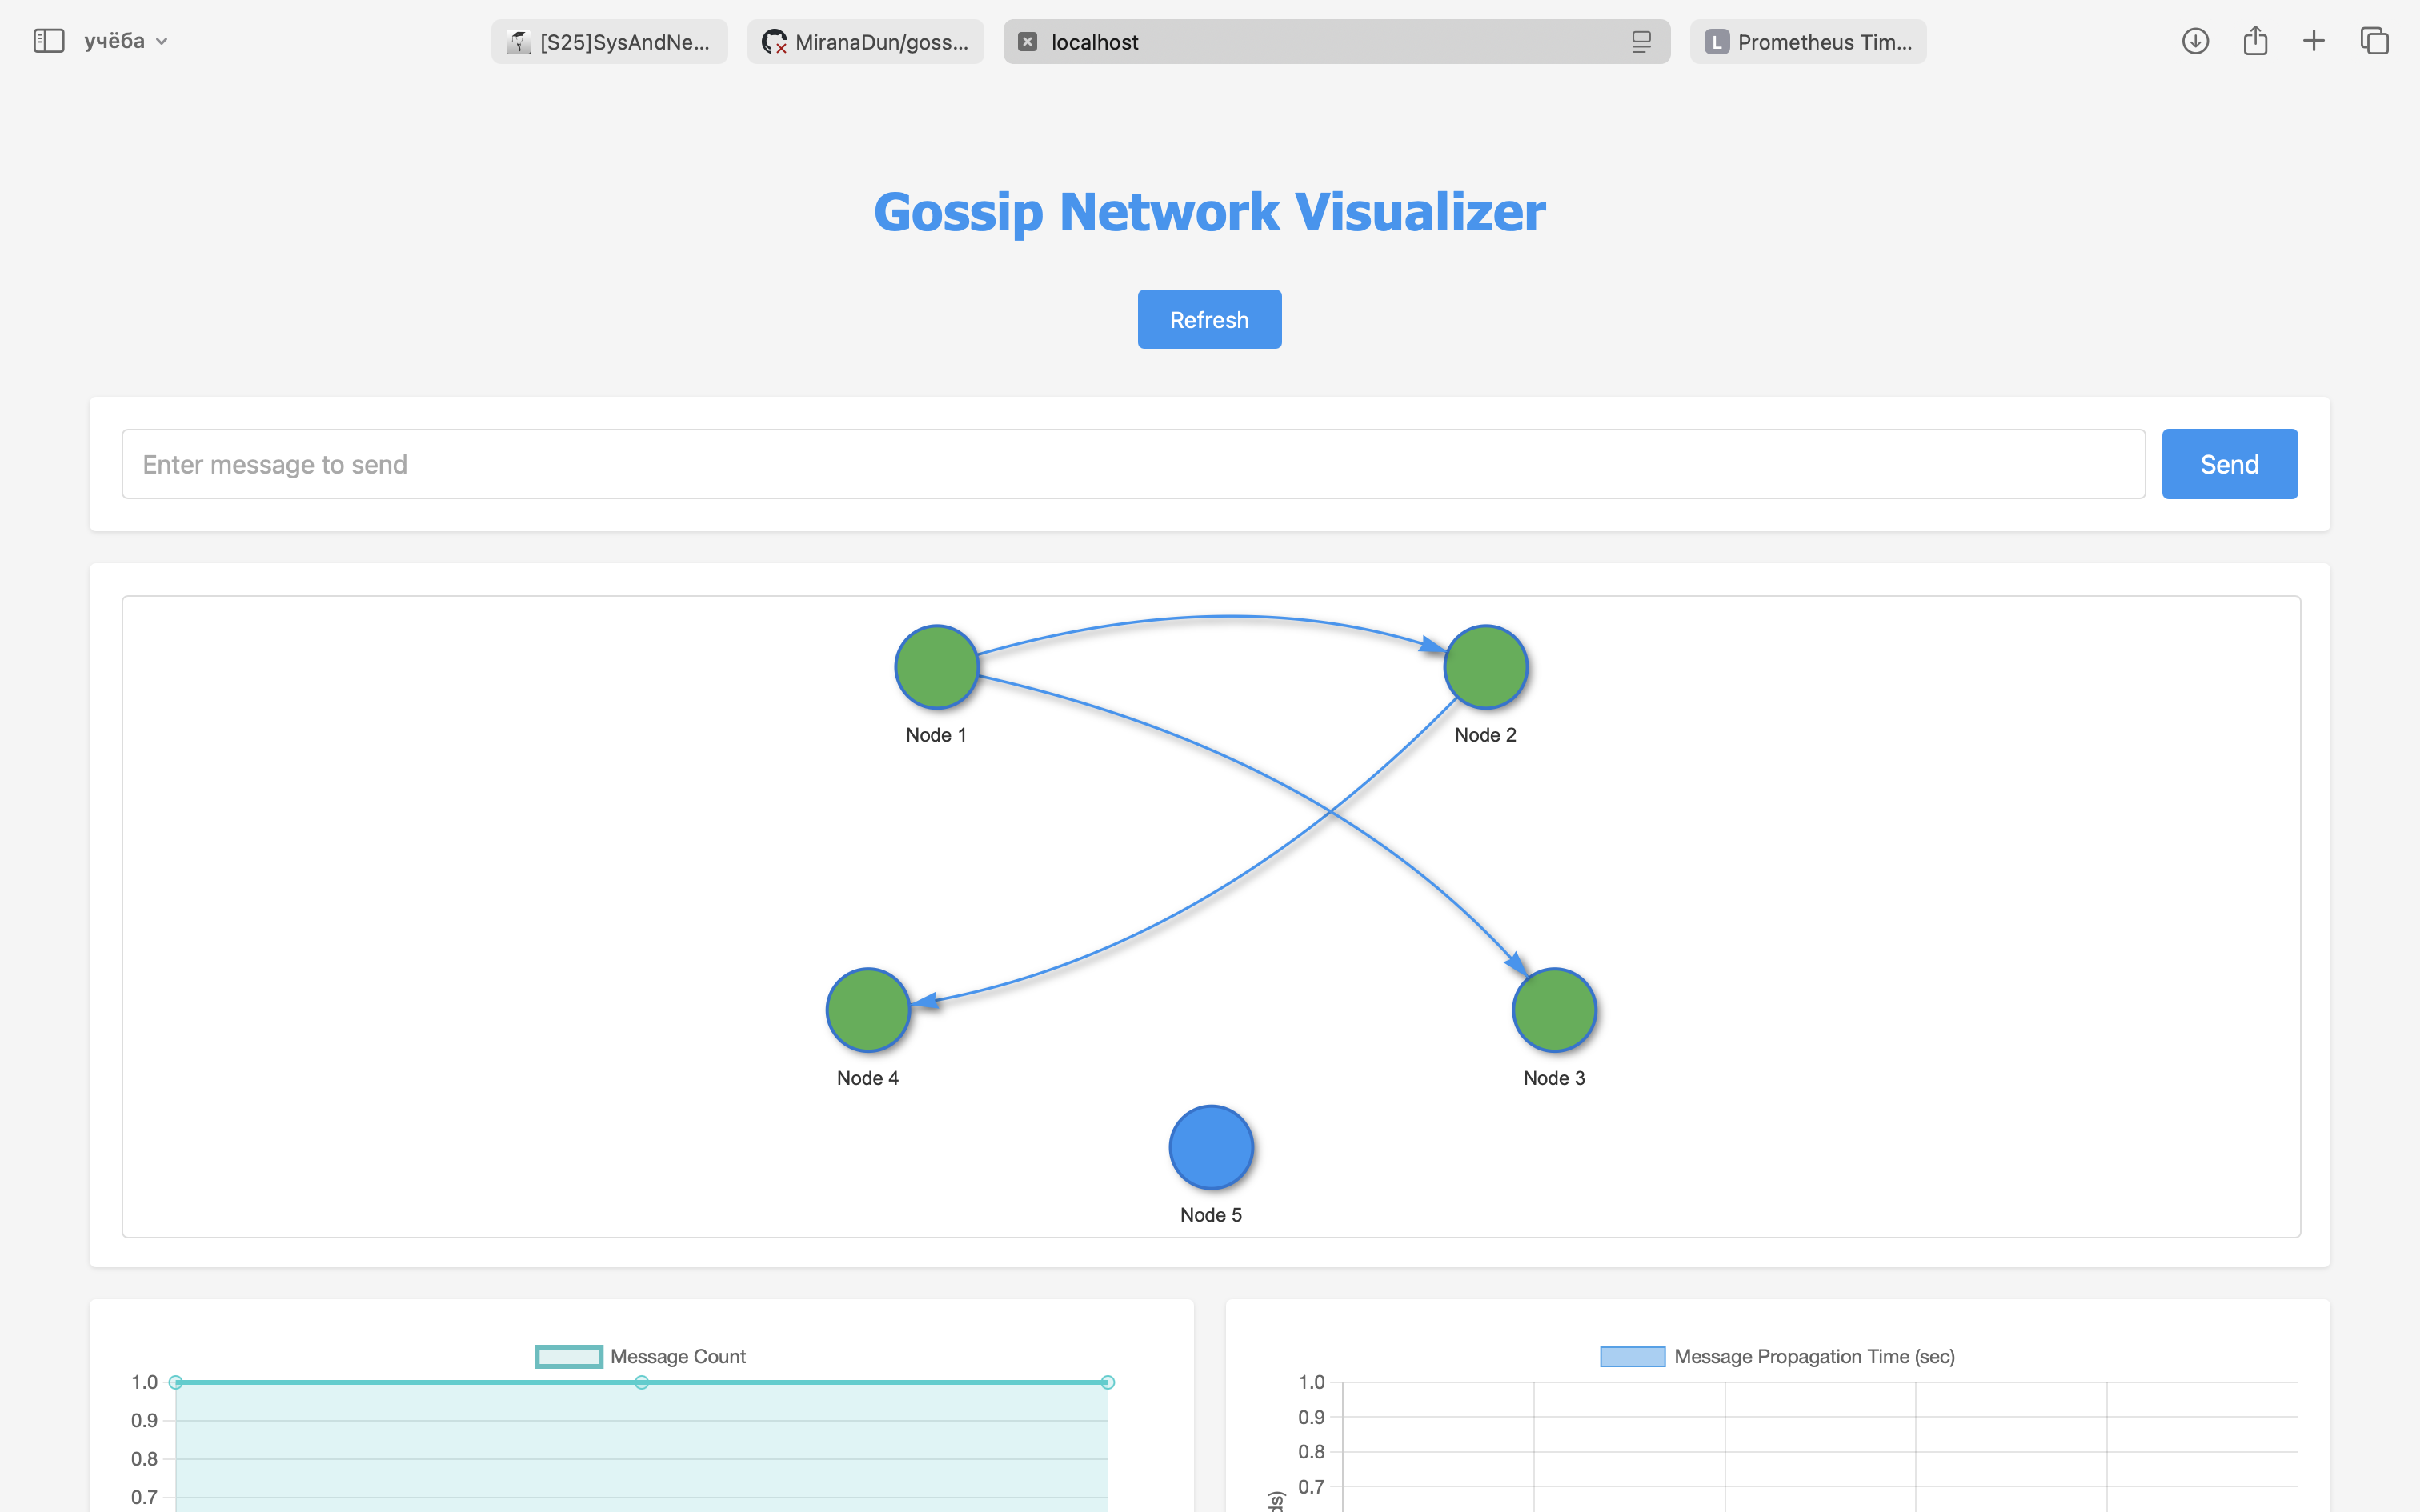 учёба
[S25]SysAndNe...
MiranaDun/goss...
localhost
L
Prometheus Tim...
Gossip Network Visualizer
Refresh
Enter message to send
Send
Node 1
Node 2
Node 4
Node 3
Node 5
Message Count
1.0
0.9
0.8
0.7
Message Propagation Time (sec)
1.0
0.9
0.8
0.7
ds)